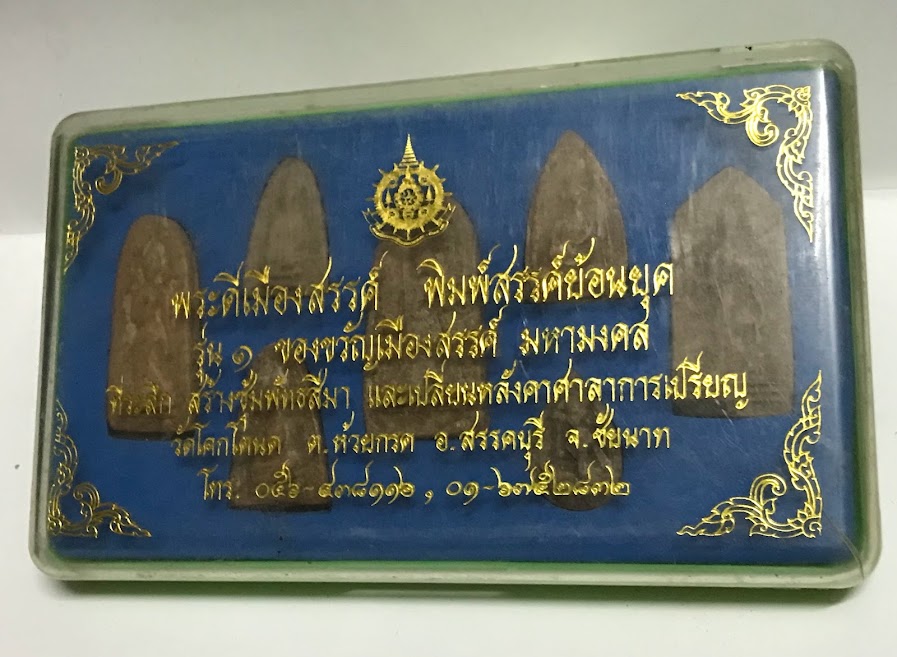 พระดีเมืองสรรค์ พิมพ์สรรค์ย้อนยุค
รุ่น ๑ ของขวัญเมืองสรรค์ มหามงคล
ที่ระลึก สร้างซุ้มพัทธสีมา และเปลี่ยนหลังคาศาลาการเปรียญ
วัดโคกโตนด ต.ห้วยกรด อ.สรรคบุรี จ.ชัยนาท
โทร. ๐๕๖-๔๓๘๑๑๖, ๐๑-๖๗๕๒๘๓๒